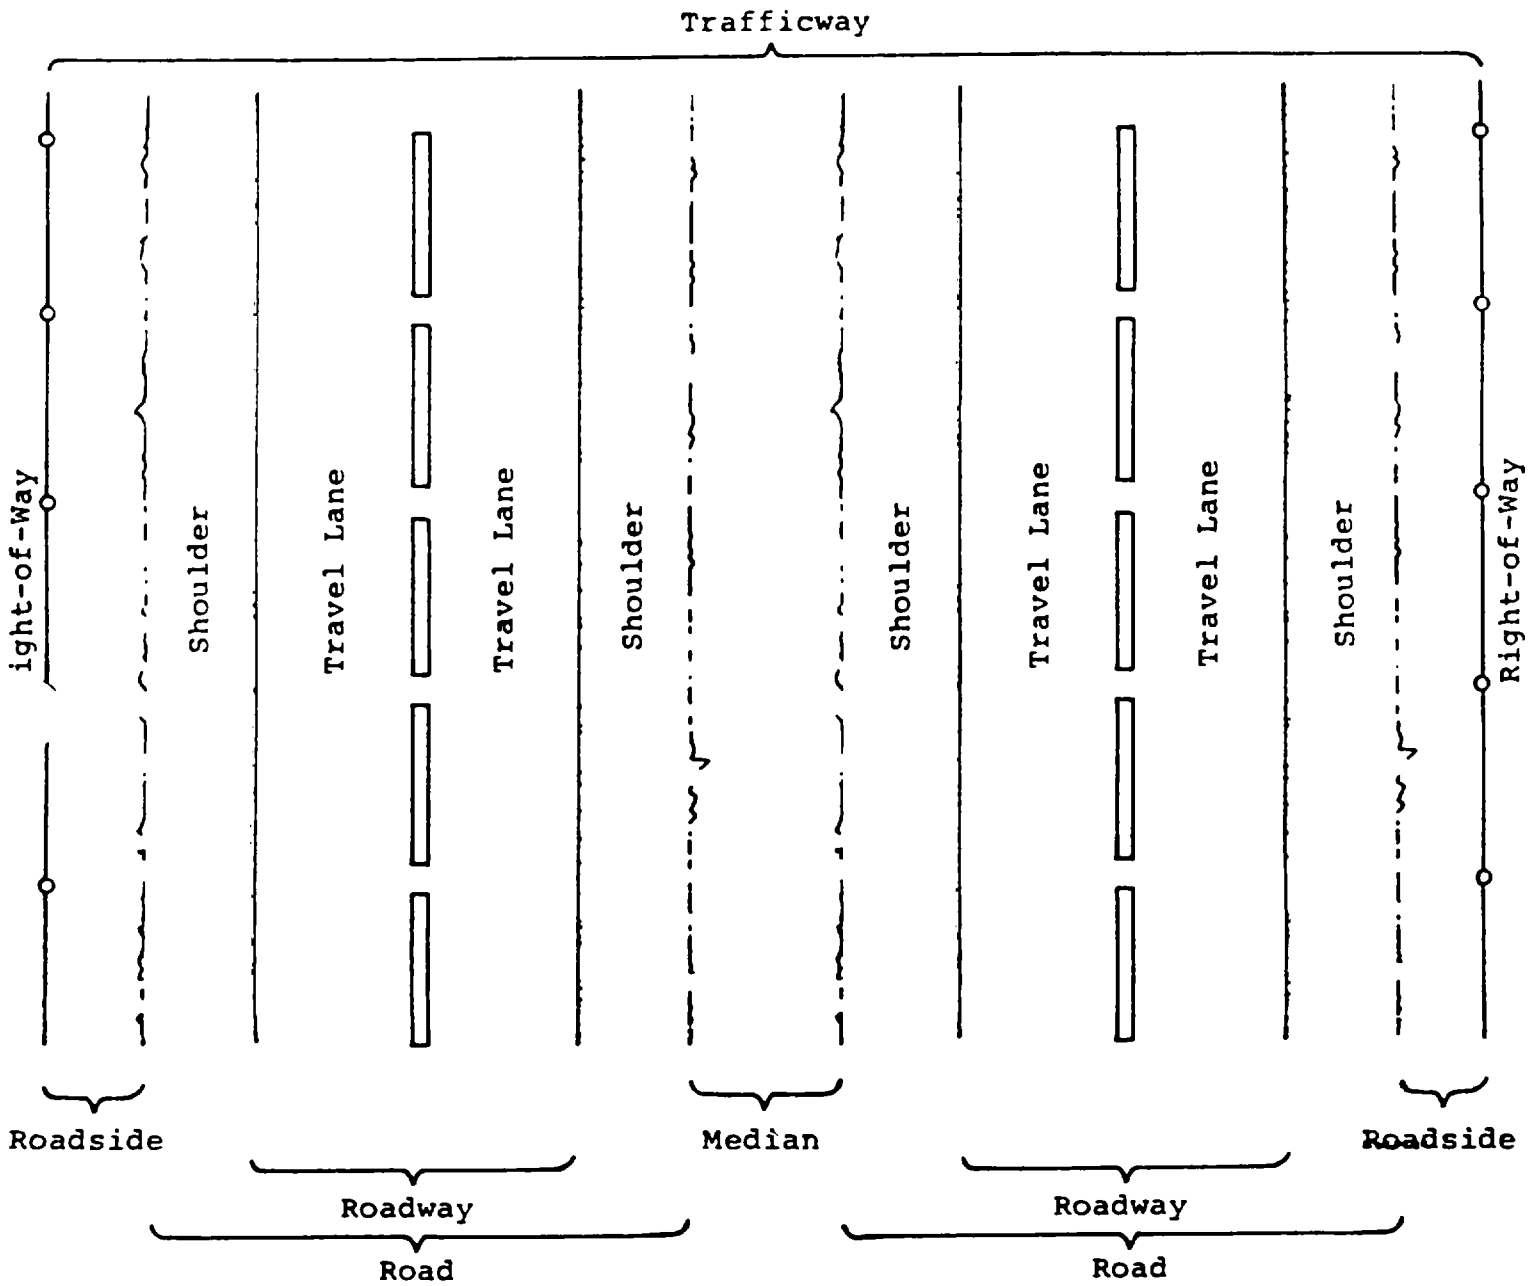 Trafficway
ight-of-Way
Shoulder
Travel Lane
Travel Lane
Shoulder
Shoulder
Travel Lane
Travel Lane
Shoulder
Right-of-Way
Roadside
Median
Roadside
Roadway
Roadway
Road
Road